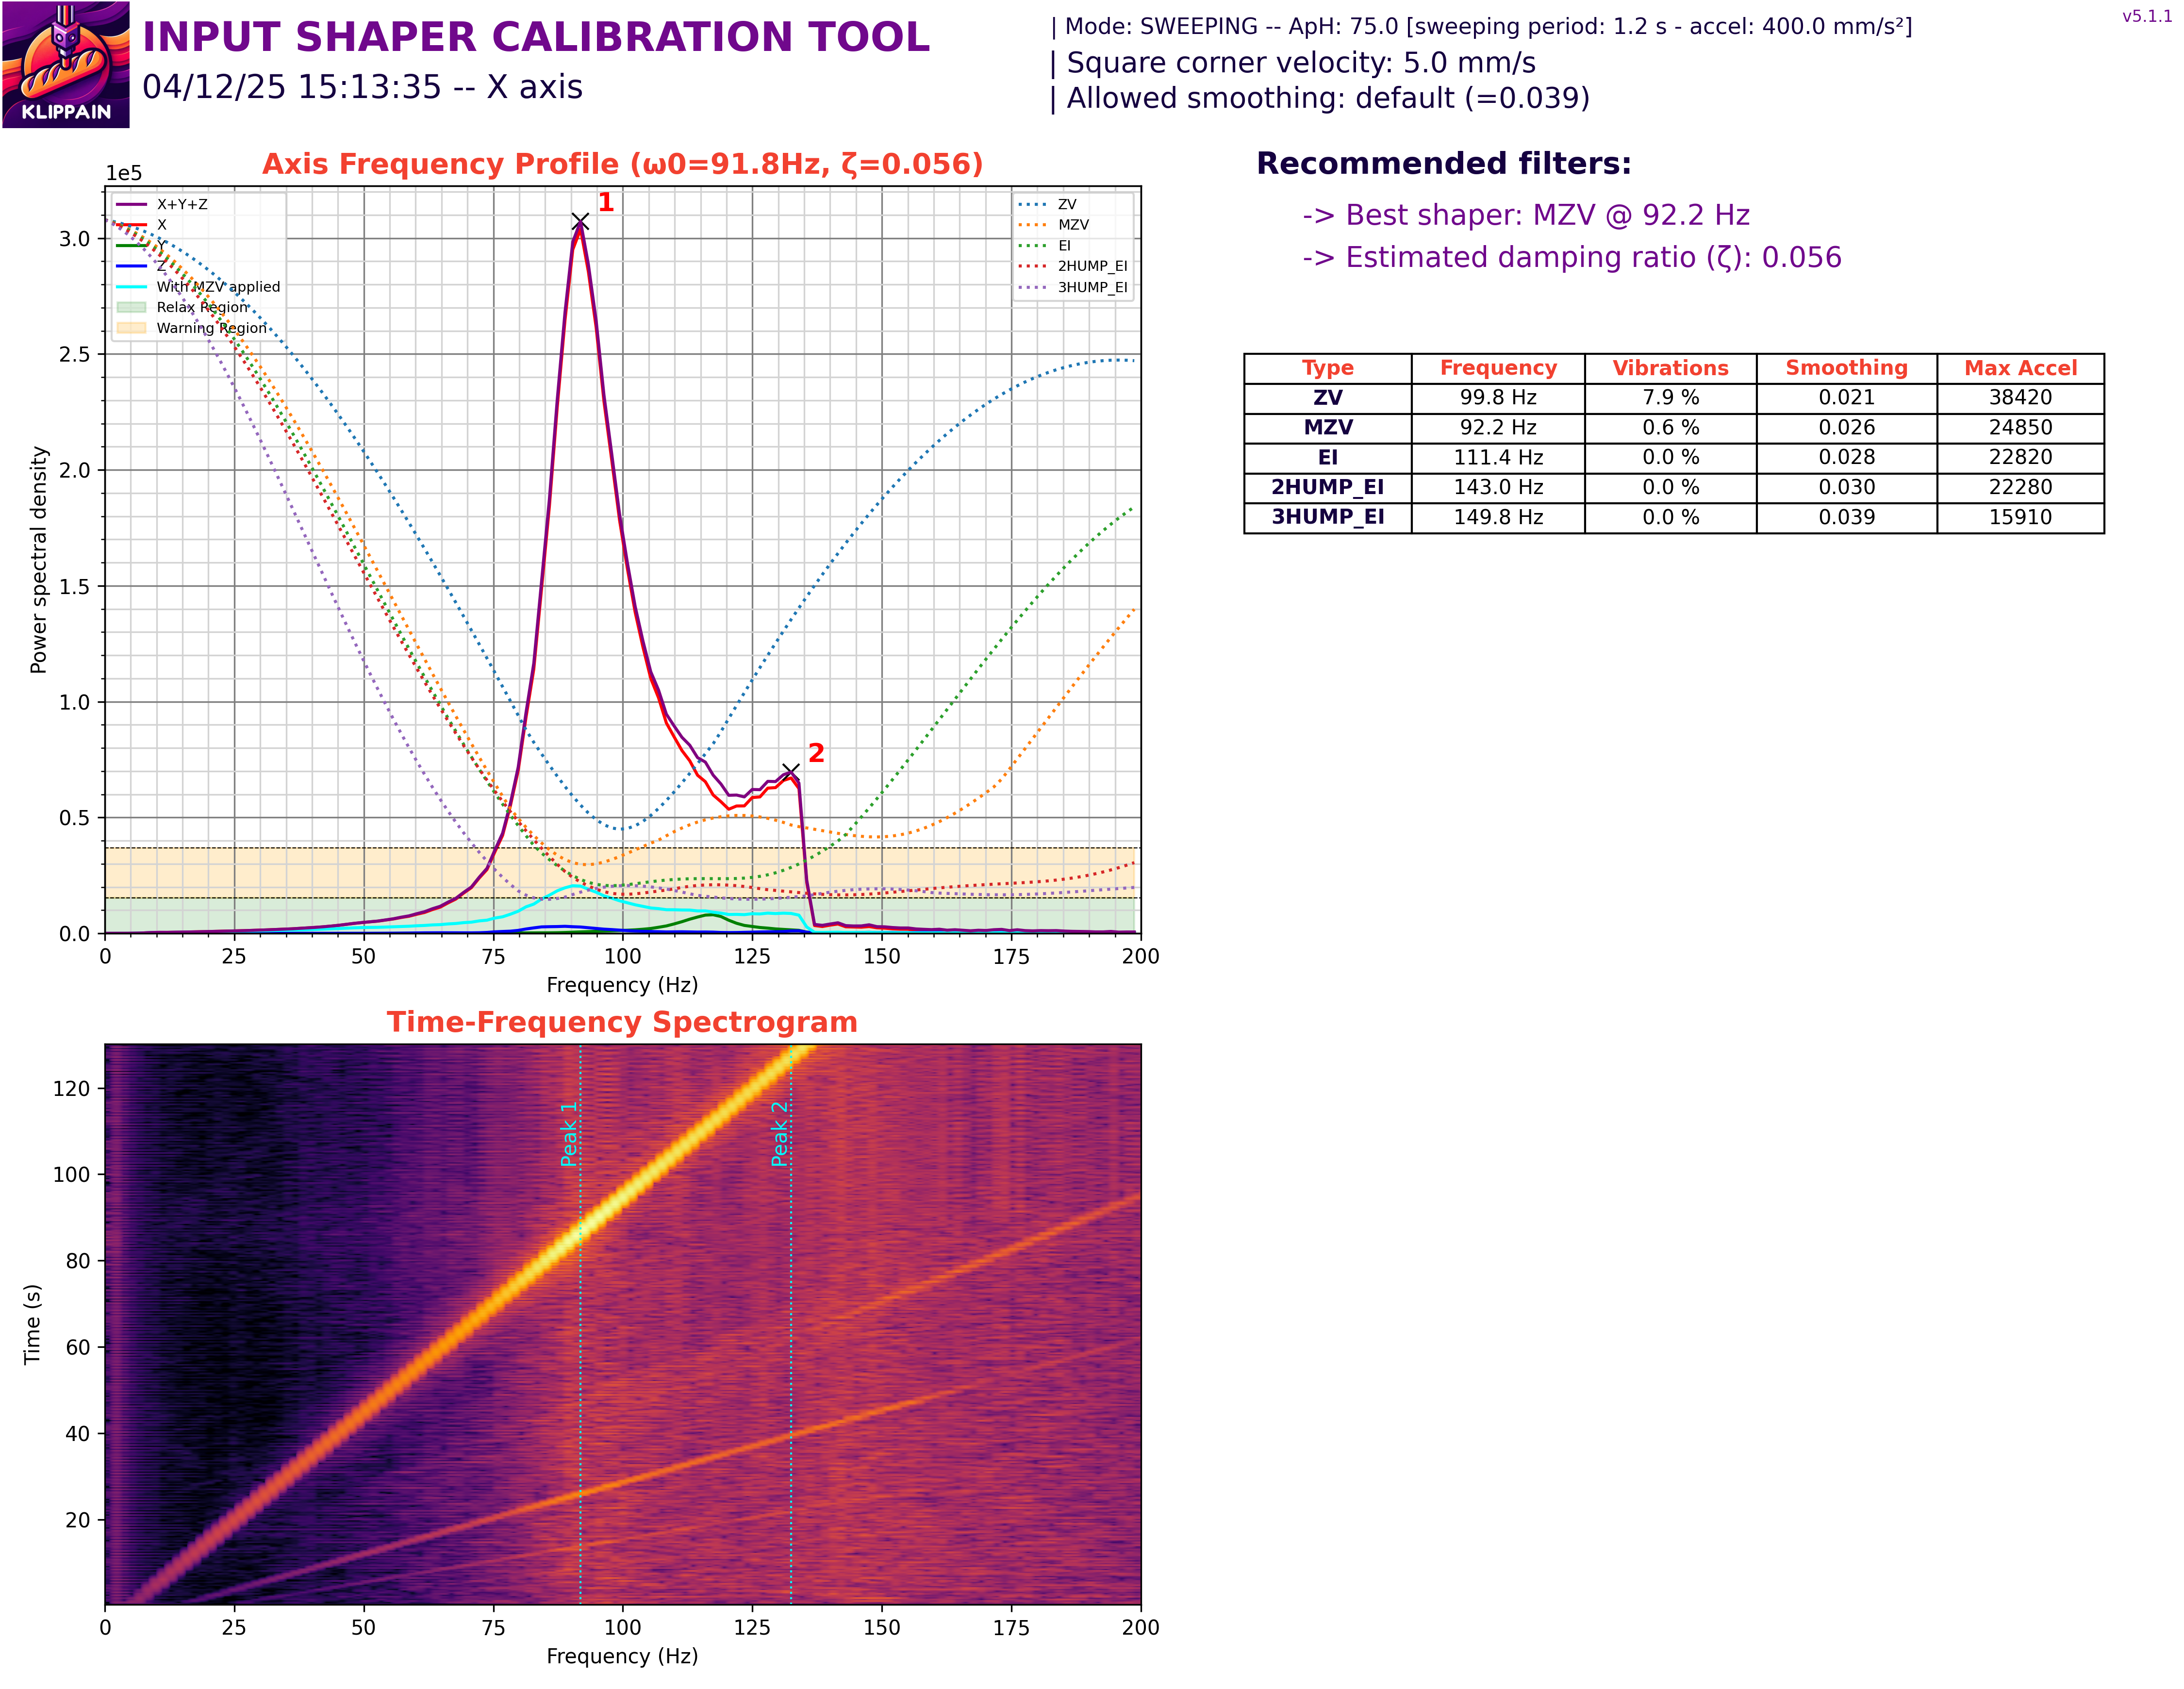 KLIPPAIN
INPUT SHAPER CALIBRATION TOOL
04/12/25 15:13:35 -- X axis
| Mode: SWEEPING -- ApH: 75.0 [sweeping period: 1.2 s - accel: 400.0 mm/s²]
| Square corner velocity: 5.0 mm/s
| Allowed smoothing: default (=0.039)
v5.1.1
Axis Frequency Profile (ω0=91.8Hz, ζ=0.056)
1e5
3.0
2.5
2.0
1.5
1.0
0.5
0.0
Power spectral density
X+Y+Z
X
Y
Z
With MZV applied
Relax Region
Warning Region
ZV
MZV
EI
2HUMP_EI
3HUMP_EI
1
2
0 25 50 75 100 125 150 175 200
Frequency (Hz)
Recommended filters:
-> Best shaper: MZV @ 92.2 Hz
-> Estimated damping ratio (ζ): 0.056
Type Frequency Vibrations Smoothing Max Accel
ZV 99.8 Hz 7.9 % 0.021 38420
MZV 92.2 Hz 0.6 % 0.026 24850
EI 111.4 Hz 0.0 % 0.028 22820
2HUMP_EI 143.0 Hz 0.0 % 0.030 22280
3HUMP_EI 149.8 Hz 0.0 % 0.039 15910
Time-Frequency Spectrogram
120
100
80
60
40
20
Time (s)
Peak 1
Peak 2
0 25 50 75 100 125 150 175 200
Frequency (Hz)